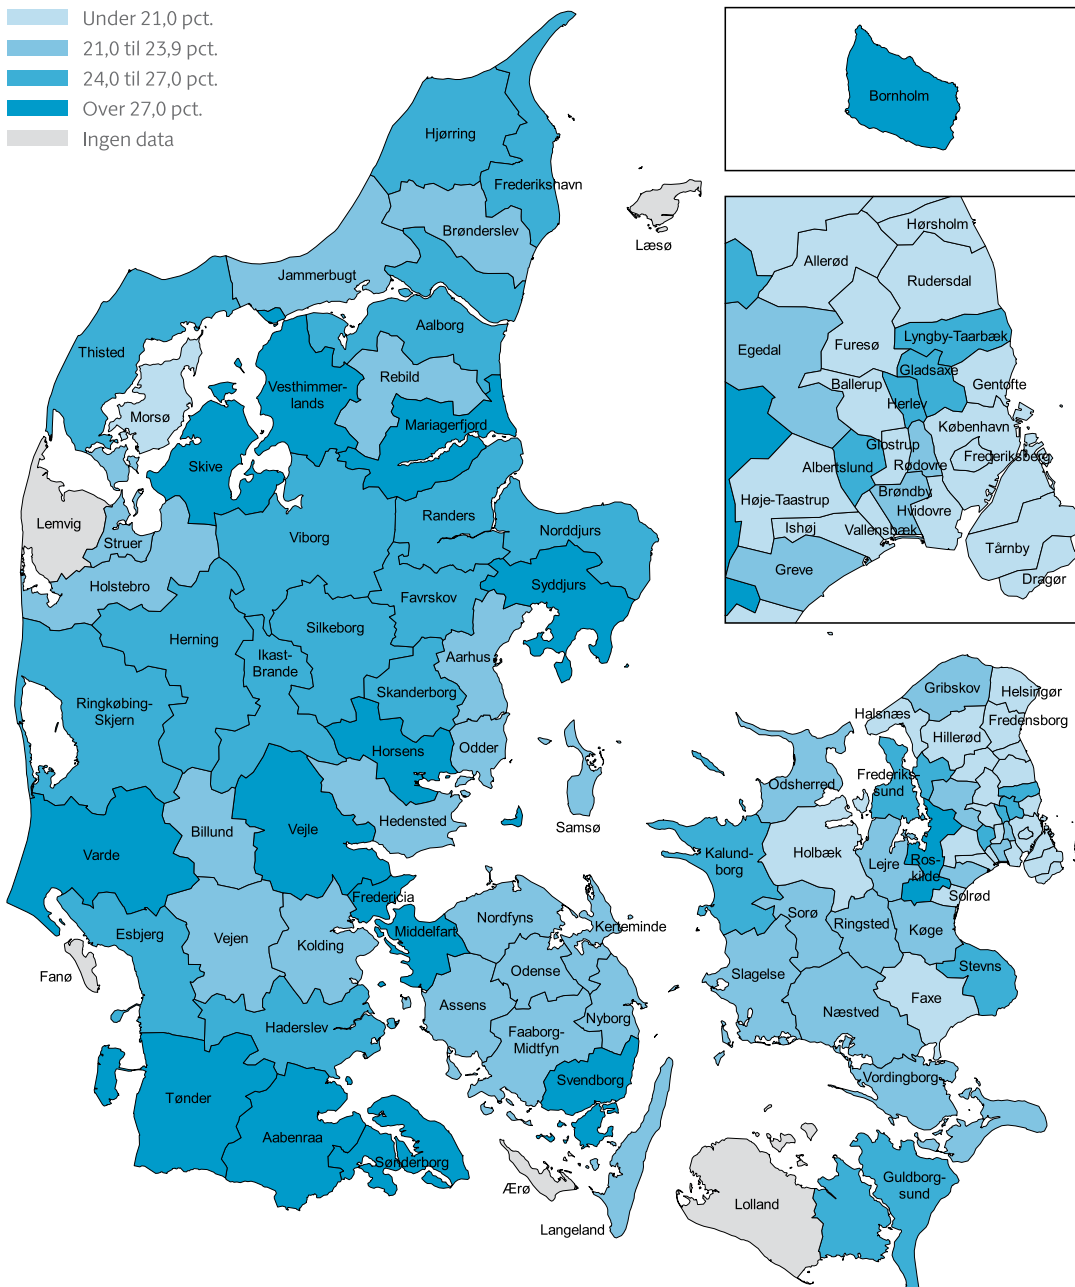 Under 21,0 pct.
21,0 til 23,9 pct.
24,0 til 27,0 pct.
Over 27,0 pct.
Ingen data
Bornholm
Hjørring
Frederikshavn
Læsø
Brønderslev
Jammerbugt
Aalborg
Thisted
Rebild
Vesthimmer-
lands
Morsø
Mariagerfjord
Skive
Lemvig
Struer
Viborg
Randers
Norddjurs
Holstebro
Syddjurs
Favrskov
Herning
Silkeborg
Ikast-
Brande
Aarhus
Skanderborg
Ringkøbing-
Skjern
Horsens
Odder
Samsø
Hedensted
Billund
Vejle
Varde
Fredericia
Esbjerg
Vejen
Kolding
Middelfart
Nordfyns
Kerteminde
Fanø
Odense
Assens
Nyborg
Faaborg-
Midtfyn
Haderslev
Svendborg
Tønder
Aabenraa
Sønderborg
Ærø
Langeland
Hørsholm
Allerød
Rudersdal
Lyngby-Taarbæk
Furesø
Egedal
Gladsaxe
Ballerup
Gentofte
Herlev
København
Glostrup
Frederiksberg
Albertslund
Rødovre
Brøndby
Høje-Taastrup
Hvidovre
Ishøj
Vallensbæk
Tårnby
Greve
Dragør
Gribskov
Helsingør
Halsnæs
Fredensborg
Hillerød
Frederiks-
sund
Odsherred
Holbæk
Kalund-
borg
Lejre
Ros-
kilde
Solrød
Sorø
Ringsted
Køge
Slagelse
Stevns
Faxe
Næstved
Vordingborg
Guldborg-
sund
Lolland